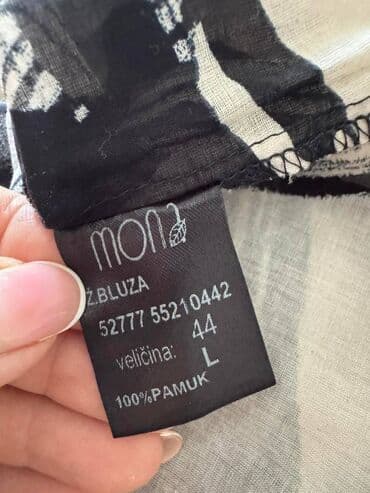 mona
Ž.BLUZA
52777 55210442
44
veličina: L
100%PAMUK